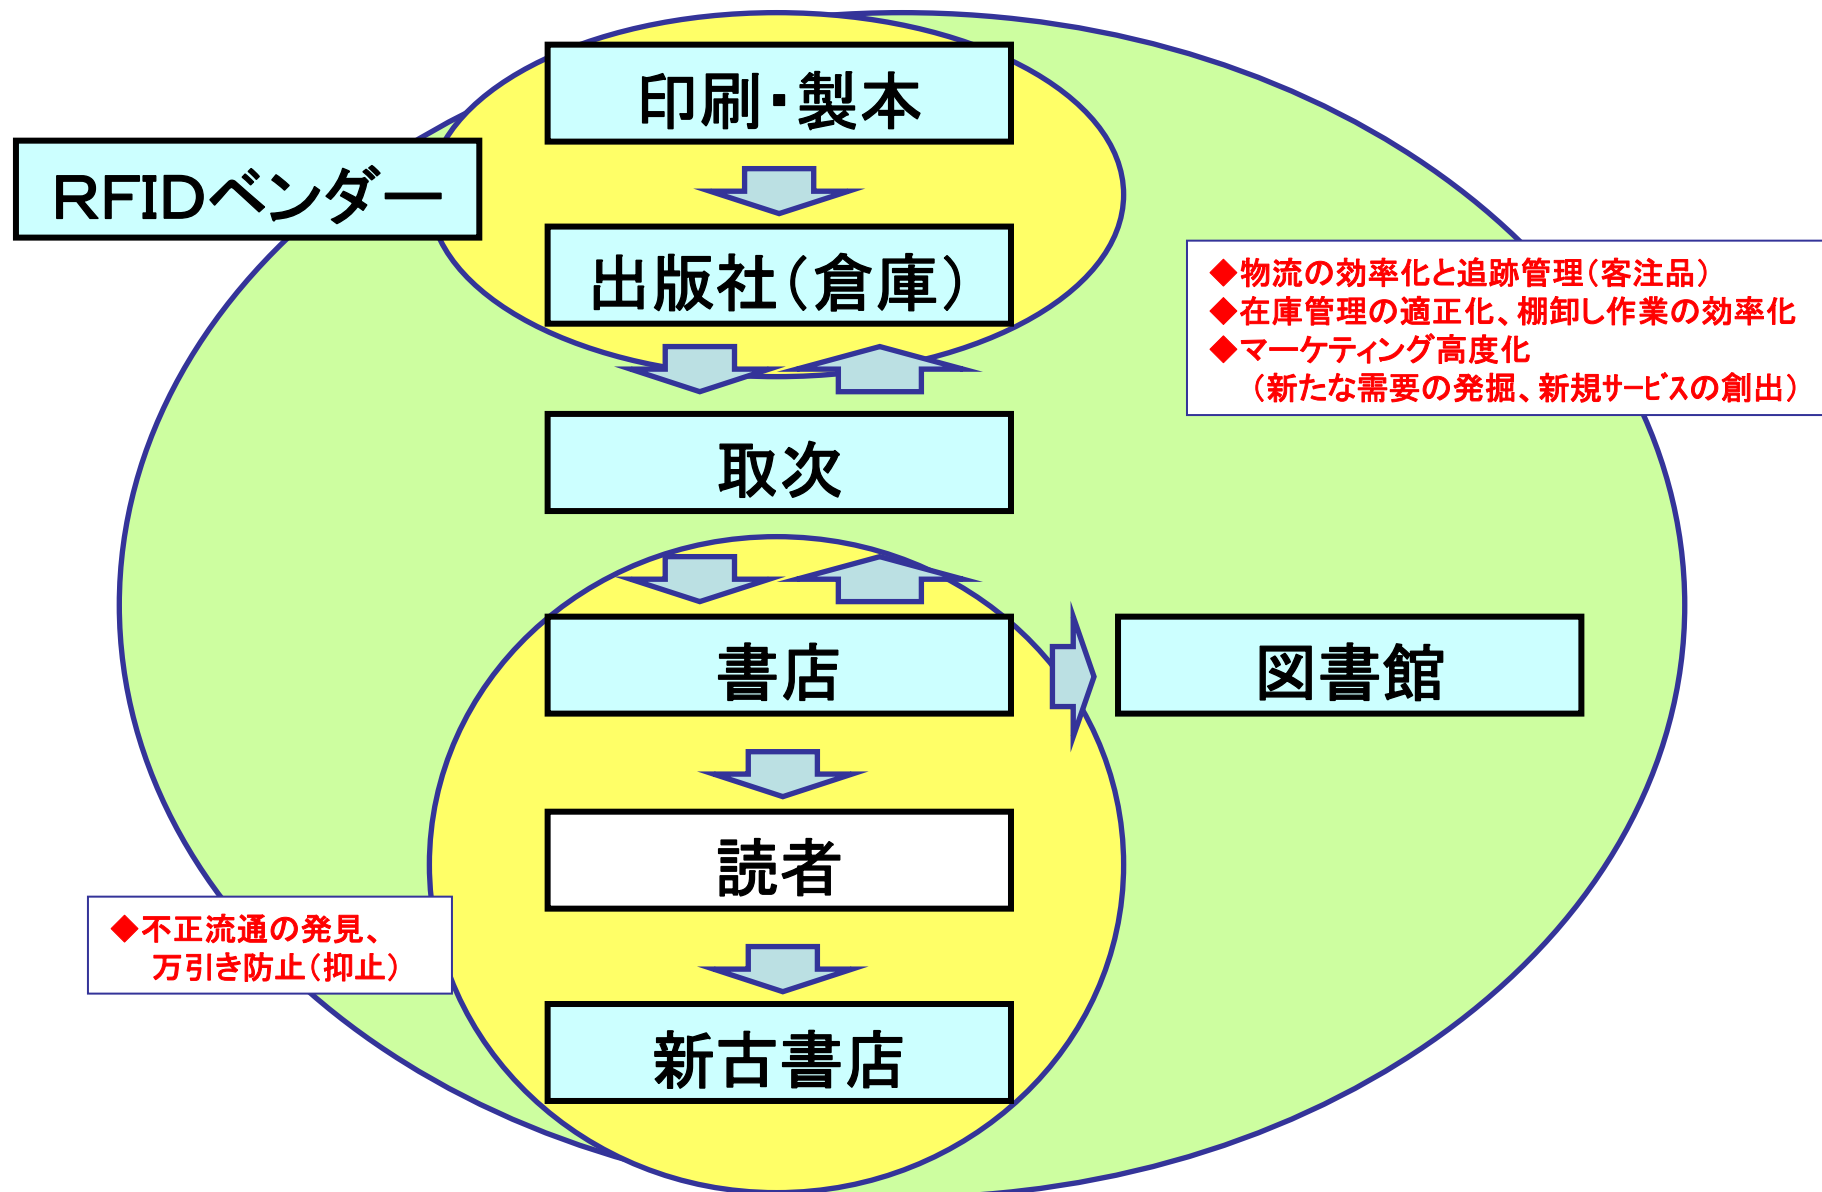 印刷・製本
ＲＦＩＤベンダー
出版社（倉庫）
◆物流の効率化と追跡管理（客注品）
◆在庫管理の適正化、棚卸し作業の効率化
◆マーケティング高度化
（新たな需要の発掘、新規ｻｰﾋﾞｽの創出）
取次
書店
図書館
読者
◆不正流通の発見、
万引き防止（抑止）
新古書店